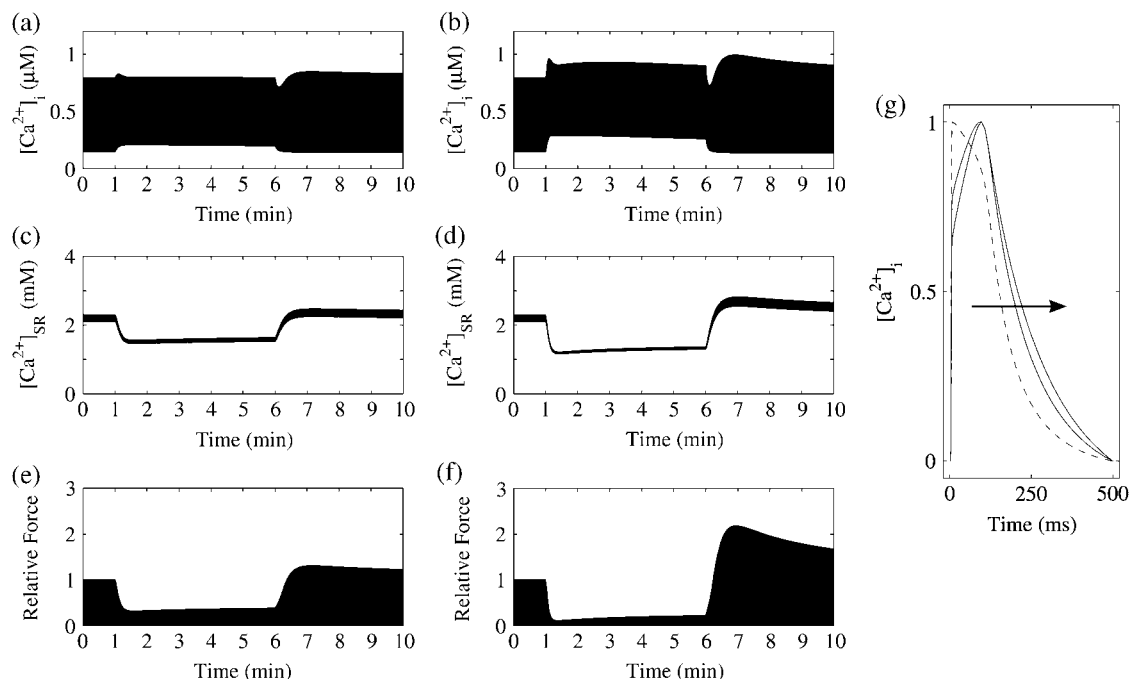 (a)
[Ca2+]i (µM)
1
0.5
0
0 1 2 3 4 5 6 7 8 9 10
Time (min)
(b)
[Ca2+]i (µM)
1
0.5
0
0 1 2 3 4 5 6 7 8 9 10
Time (min)
(c)
[Ca2+]SR (mM)
4
2
0
0 1 2 3 4 5 6 7 8 9 10
Time (min)
(d)
[Ca2+]SR (mM)
4
2
0
0 1 2 3 4 5 6 7 8 9 10
Time (min)
(e)
Relative Force
3
2
1
0
0 1 2 3 4 5 6 7 8 9 10
Time (min)
(f)
Relative Force
3
2
1
0
0 1 2 3 4 5 6 7 8 9 10
Time (min)
(g)
[Ca2+]i
1
0.5
0
0 250 500
Time (ms)